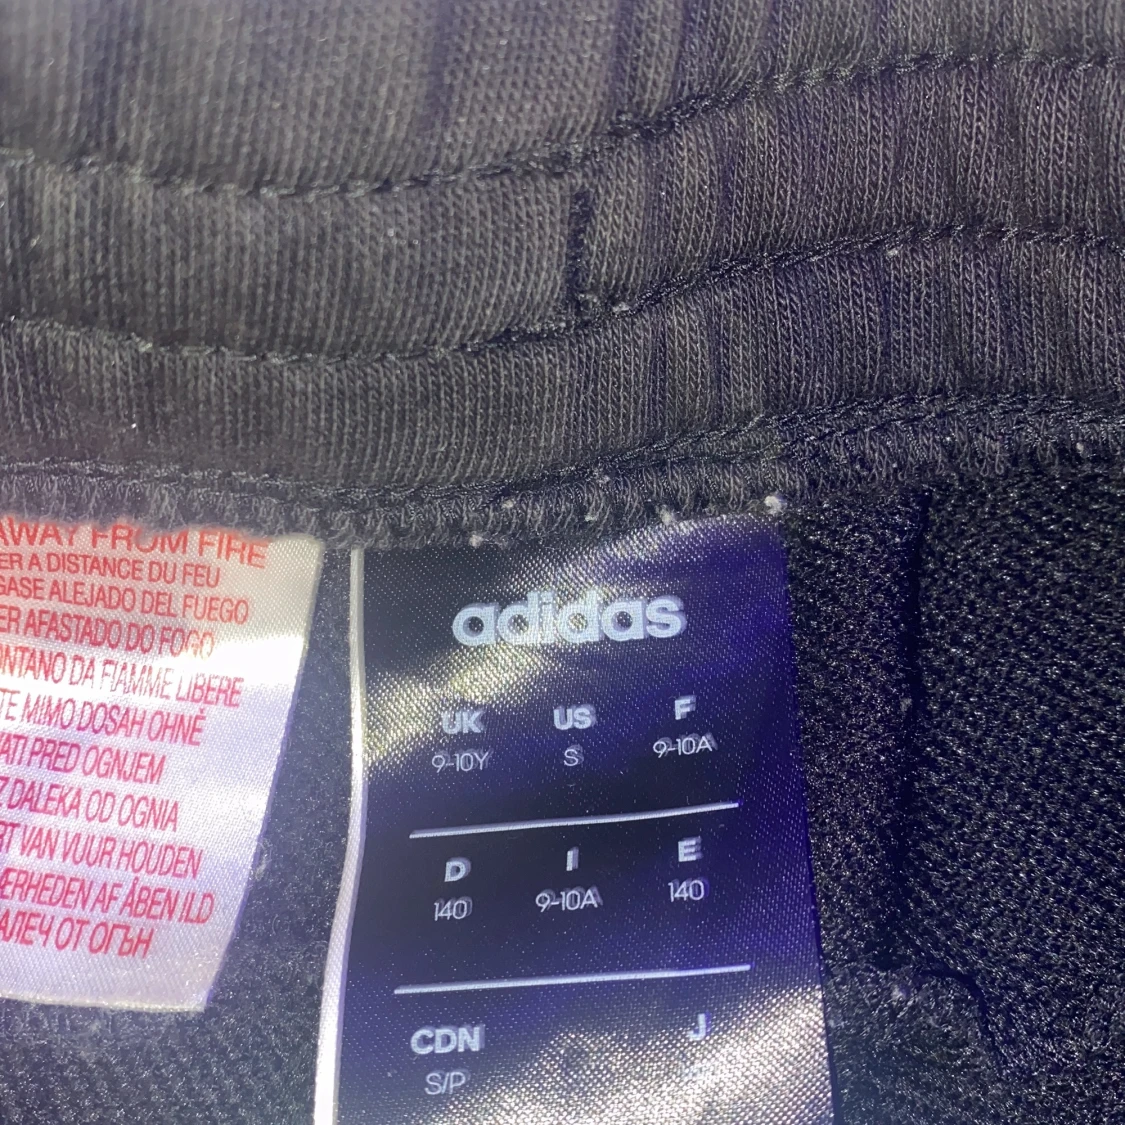 AWAY FROM FIRE
ER A DISTANCE DU FEU
GASE ALEJADO DEL FUEGO
ER AFASTADO DO FOGO
ONTANO DA FIAMME LIBERE
TE MIMO DOSAH OHNĚ
ATI PRED OGNJEM
Z DALEKA OD OGNIA
RT VAN VUUR HOUDEN
ERHEDEN AF ÅBEN ILD
АЛЕЧ ОТ ОГЪН
adidas
UK US F
9-10Y S 9-10A
D I E
140 9-10A 140
CDN J
S/P